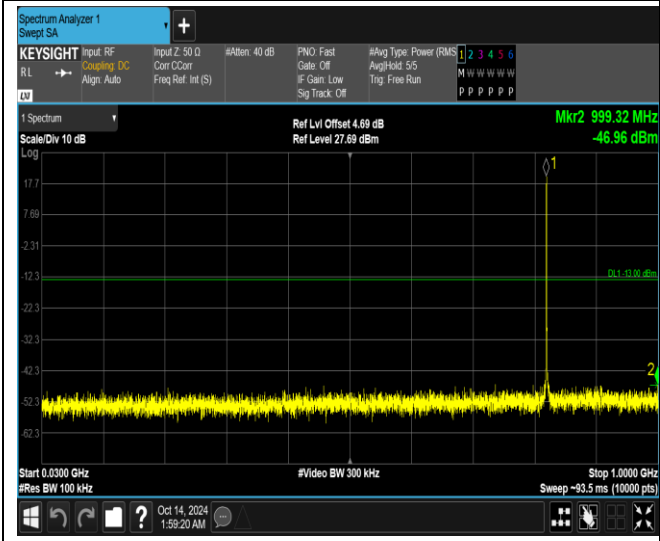 Spectrum Analyzer 1
Swept SA
KEYSIGHT
RL
LXI
Input: RF
Coupling: DC
Align: Auto
Input Z: 50 Ω
Corr CCorr
Freq Ref: Int (S)
#Atten: 40 dB
PNO: Fast
Gate: Off
IF Gain: Low
Sig Track: Off
#Avg Type: Power (RMS
Avg|Hold: 5/5
Trig: Free Run
1 2 3 4 5 6
M W W W W W
P P P P P P
1 Spectrum
Scale/Div 10 dB
Log
Ref Lvl Offset 4.69 dB
Ref Level 27.69 dBm
Mkr2 999.32 MHz
-46.96 dBm
1
17.7
7.69
-2.31
-12.3
DL1 -13.00 dBm
-22.3
-32.3
-42.3
2
-52.3
-62.3
Start 0.0300 GHz
#Res BW 100 kHz
#Video BW 300 kHz
Stop 1.0000 GHz
Sweep ~93.5 ms (10000 pts)
?
Oct 14, 2024
1:59:20 AM